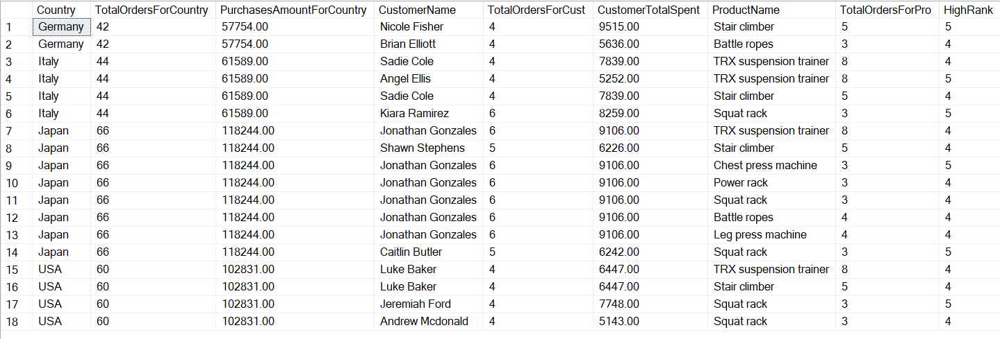 Country TotalOrdersForCountry PurchasesAmountForCountry CustomerName TotalOrdersForCust CustomerTotalSpent ProductName TotalOrdersForPro HighRank
1 Germany 42 57754.00 Nicole Fisher 4 9515.00 Stair climber 5 5
2 Germany 42 57754.00 Brian Elliott 4 5636.00 Battle ropes 3 4
3 Italy 44 61589.00 Sadie Cole 4 7839.00 TRX suspension trainer 8 4
4 Italy 44 61589.00 Angel Ellis 4 5252.00 TRX suspension trainer 8 5
5 Italy 44 61589.00 Sadie Cole 4 7839.00 Stair climber 5 4
6 Italy 44 61589.00 Kiara Ramirez 6 8259.00 Squat rack 3 5
7 Japan 66 118244.00 Jonathan Gonzales 6 9106.00 TRX suspension trainer 8 4
8 Japan 66 118244.00 Shawn Stephens 5 6226.00 Stair climber 5 4
9 Japan 66 118244.00 Jonathan Gonzales 6 9106.00 Chest press machine 3 5
10 Japan 66 118244.00 Jonathan Gonzales 6 9106.00 Power rack 3 4
11 Japan 66 118244.00 Jonathan Gonzales 6 9106.00 Squat rack 3 4
12 Japan 66 118244.00 Jonathan Gonzales 6 9106.00 Battle ropes 4 4
13 Japan 66 118244.00 Jonathan Gonzales 6 9106.00 Leg press machine 4 4
14 Japan 66 118244.00 Caitlin Butler 5 6242.00 Squat rack 3 5
15 USA 60 102831.00 Luke Baker 4 6447.00 TRX suspension trainer 8 4
16 USA 60 102831.00 Luke Baker 4 6447.00 Stair climber 5 4
17 USA 60 102831.00 Jeremiah Ford 4 7748.00 Squat rack 3 5
18 USA 60 102831.00 Andrew Mcdonald 4 5143.00 Squat rack 3 4